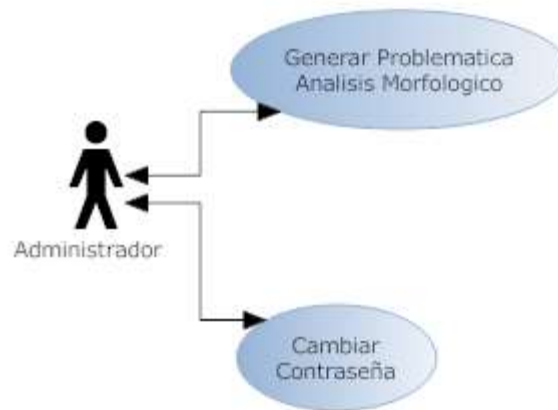 Generar Problematica
Analisis Morfologico
Administrador
Cambiar
Contraseña